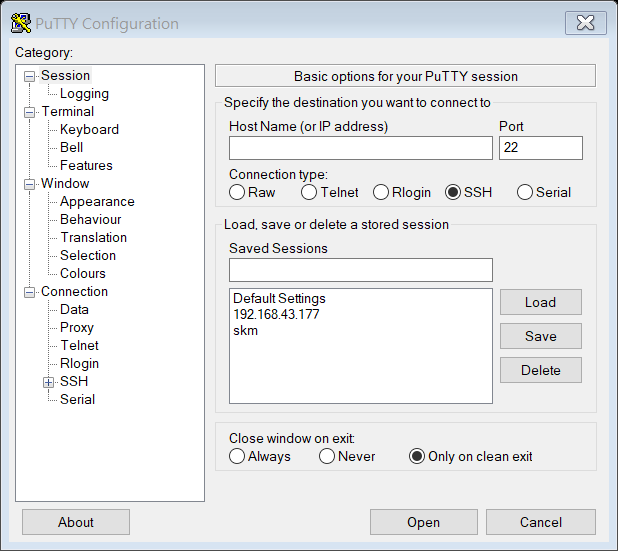 PuTTY Configuration
Category:
Session
Logging
Terminal
Keyboard
Bell
Features
Window
Appearance
Behaviour
Translation
Selection
Colours
Connection
Data
Proxy
Telnet
Rlogin
SSH
Serial
Basic options for your PuTTY session
Specify the destination you want to connect to
Host Name (or IP address) Port
22
Connection type:
Raw Telnet Rlogin SSH Serial
Load, save or delete a stored session
Saved Sessions
Default Settings
192.168.43.177
skm
Load
Save
Delete
Close window on exit:
Always Never Only on clean exit
About Open Cancel